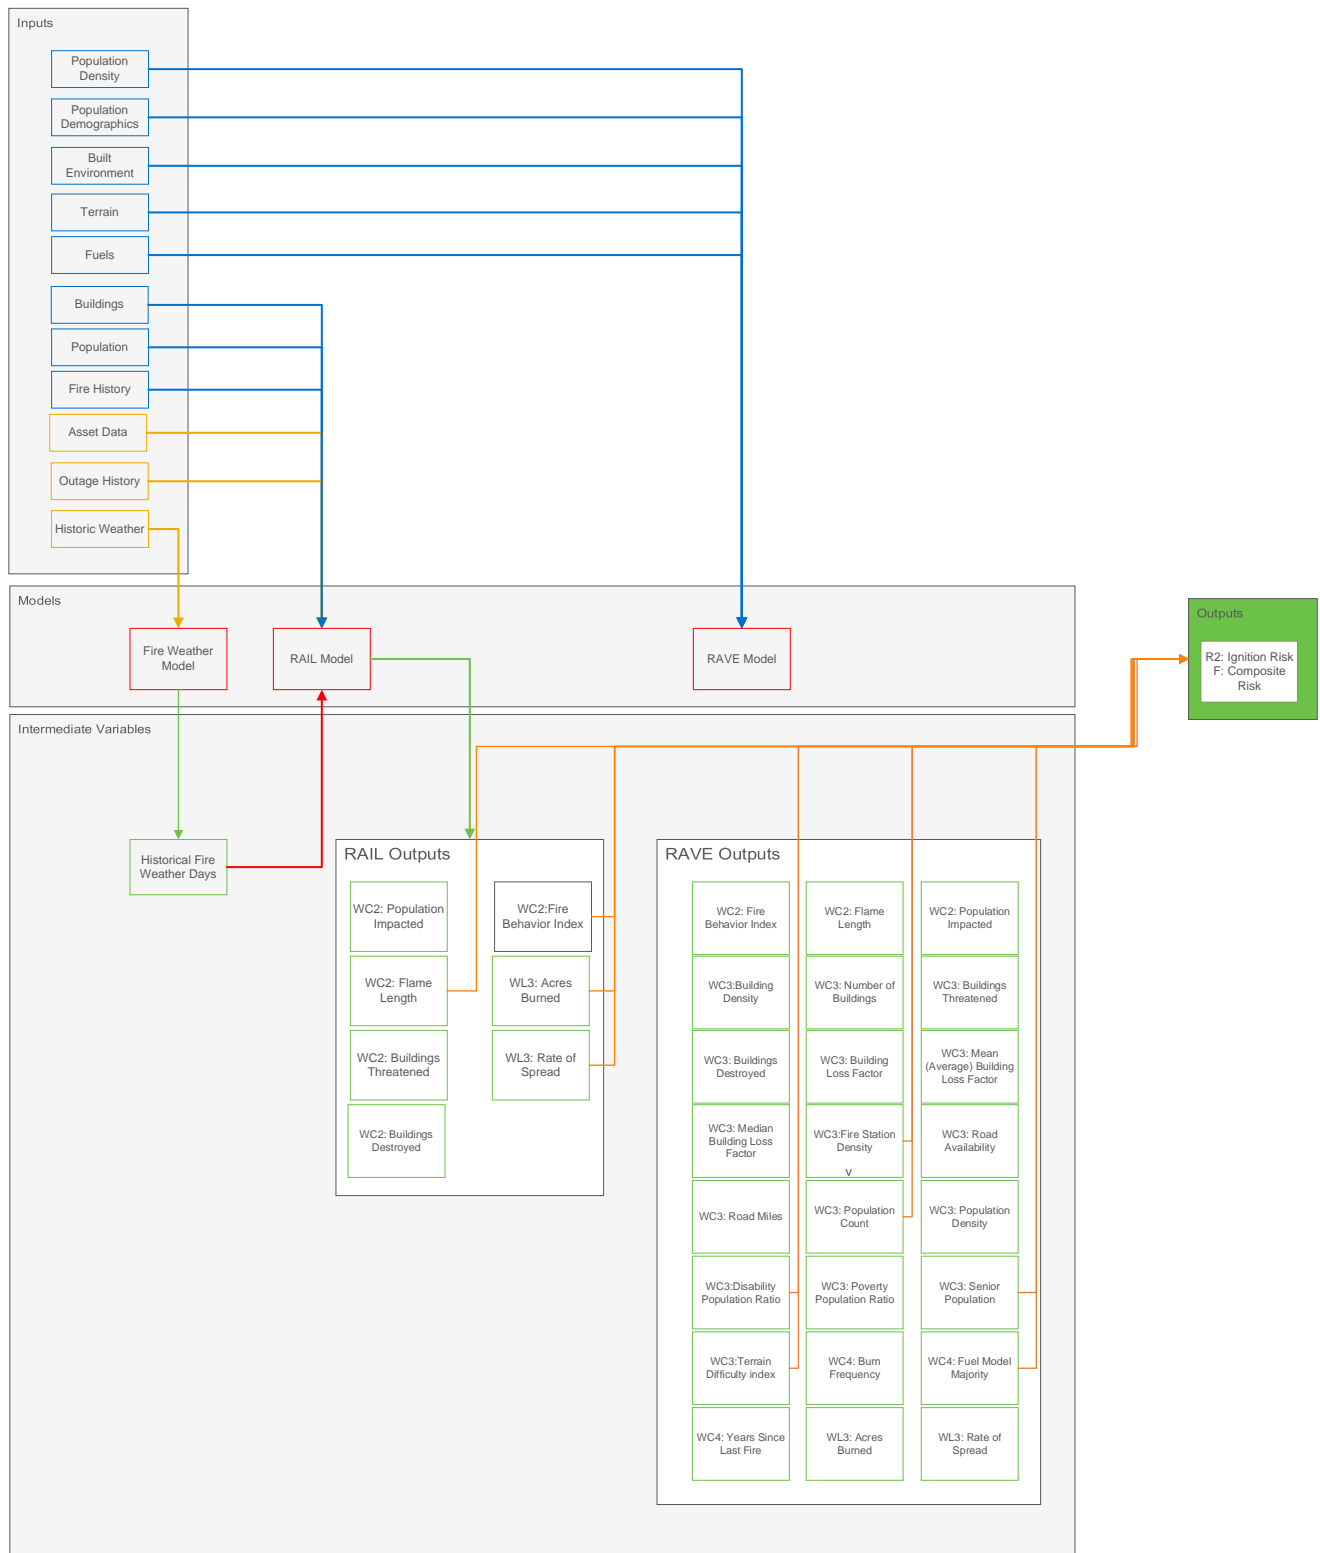 Inputs
Population
Density
Population
Demographics
Built
Environment
Terrain
Fuels
Buildings
Population
Fire History
Asset Data
Outage History
Historic Weather
Models
Fire Weather
Model
RAIL Model
RAVE Model
Outputs
R2: Ignition Risk
F: Composite
Risk
Intermediate Variables
Historical Fire
Weather Days
RAIL Outputs
WC2: Population
Impacted
WC2:Fire
Behavior Index
WC2: Flame
Length
WL3: Acres
Burned
WC2: Buildings
Threatened
WL3: Rate of
Spread
WC2: Buildings
Destroyed
RAVE Outputs
WC2: Fire
Behavior Index
WC2: Flame
Length
WC2: Population
Impacted
WC3:Building
Density
WC3: Number of
Buildings
WC3: Buildings
Threatened
WC3: Buildings
Destroyed
WC3: Building
Loss Factor
WC3: Mean
(Average) Building
Loss Factor
WC3: Median
Building Loss
Factor
WC3:Fire Station
Density
v
WC3: Road
Availability
WC3: Road Miles
WC3: Population
Count
WC3: Population
Density
WC3:Disability
Population Ratio
WC3: Poverty
Population Ratio
WC3: Senior
Population
WC3:Terrain
Difficulty index
WC4: Burn
Frequency
WC4: Fuel Model
Majority
WC4: Years Since
Last Fire
WL3: Acres
Burned
WL3: Rate of
Spread